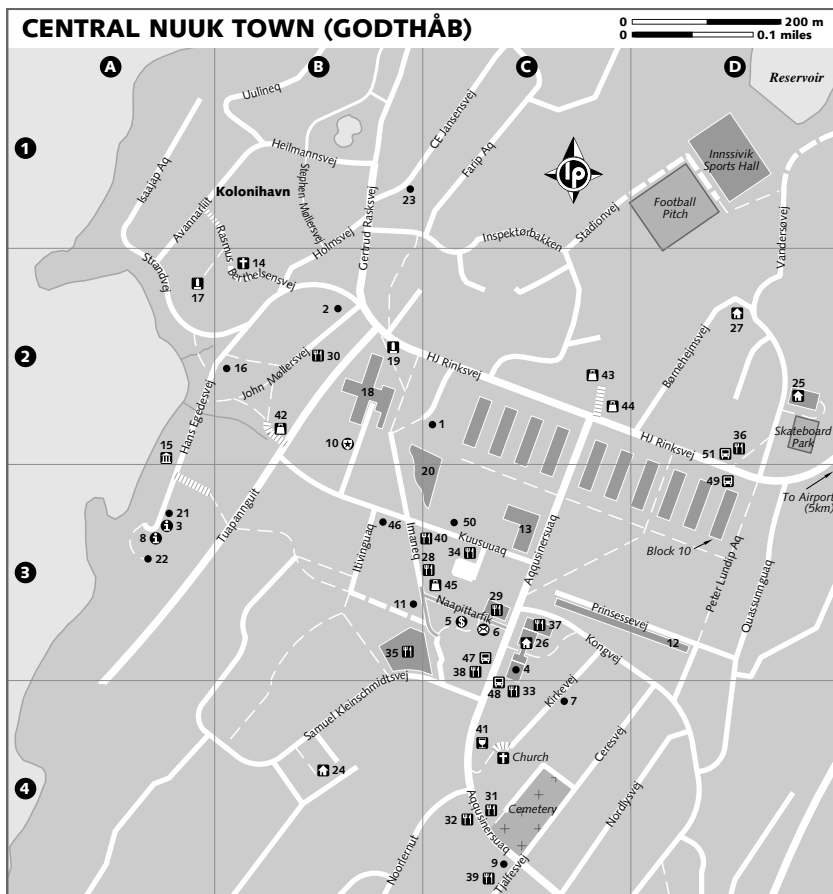 CENTRAL NUUK TOWN (GODTHÅB)
0 200 m
0 0.1 miles
A
B
C
D
1
2
3
4
Reservoir
Uulineq
CE Jansensvej
Farip Aq
Heilmannsvej
Isaajap Aq
Kolonihavn
Stephen Møllersvej
Avannarliit
Rasmus Berthelsensvej
Holmsvej
Gertrud Rasksvej
23
lp
Innssivik
Sports Hall
Football
Pitch
Stadionvej
Inspektørbakken
Vandersøvej
Strandvej
14
17
2
27
HJ Rinksvej
19
30
16
John Møllersvej
18
43
44
Børnehejmsvej
25
Skateboard
Park
Hans Egedesvej
42
10
1
15
20
HJ Rinksvej
51
36
49
To Airport
(5km)
21
3
8
22
Tuapannguit
46
50
13
Itivinguaq
Imaneq
40
Kuusuuaq
34
28
45
Aqqusinersuaq
Block 10
Peter Lundip Aq
Quassunnguaq
11
Naapittarfik
29
5
6
37
Prinsessevej
12
26
35
47
38
4
Kongvej
48
33
Kirkevej
7
Samuel Kleinschmidtsvej
41
Church
Ceresvej
24
Nordlysvej
31
Cemetery
32
Aqqusinersuaq
Noorlernut
9
39
Tjalfesvej